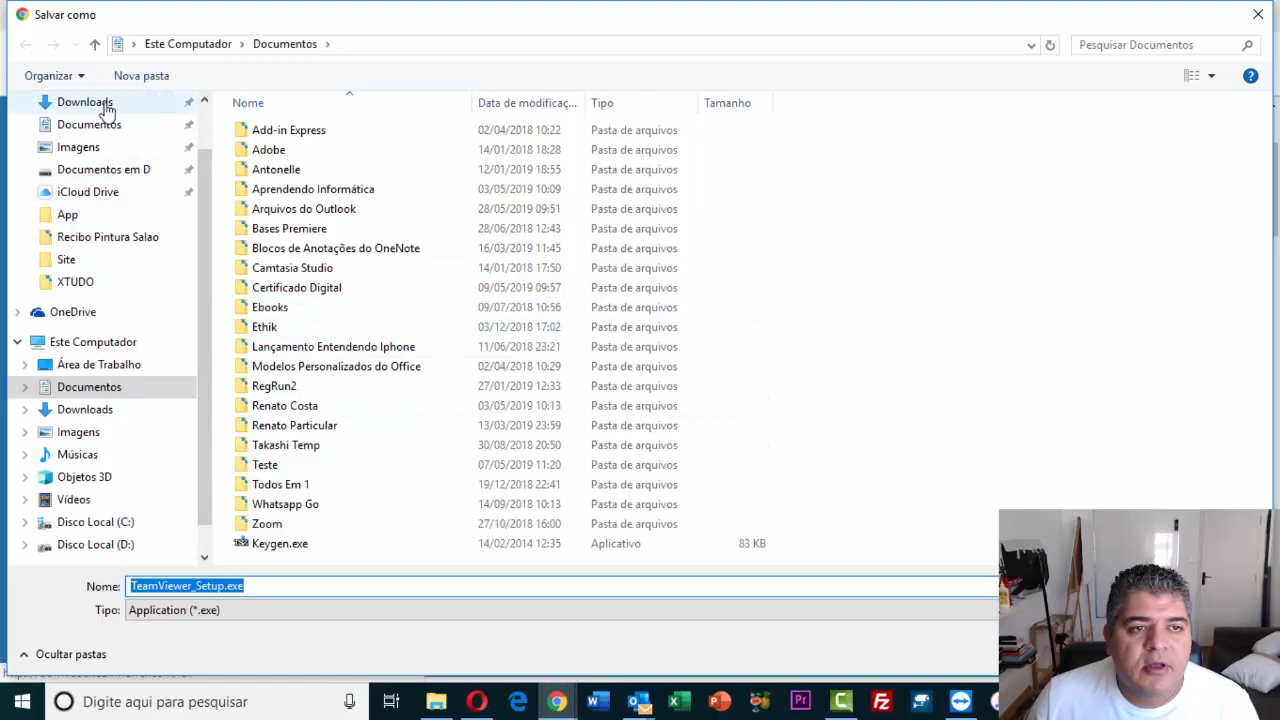 Salvar como
Este Computador Documentos
Pesquisar Documentos
Organizar Nova pasta
Downloads
Documentos
Imagens
Documentos em D
iCloud Drive
App
Recibo Pintura Salao
Site
XTUDO
OneDrive
Este Computador
Área de Trabalho
Documentos
Downloads
Imagens
Músicas
Objetos 3D
Vídeos
Disco Local (C:)
Disco Local (D:)
Nome Data de modificaç... Tipo Tamanho
Add-in Express 02/04/2018 10:22 Pasta de arquivos
Adobe 14/01/2018 18:28 Pasta de arquivos
Antonelle 12/01/2019 18:55 Pasta de arquivos
Aprendendo Informática 03/05/2019 10:09 Pasta de arquivos
Arquivos do Outlook 28/05/2019 09:51 Pasta de arquivos
Bases Premiere 28/06/2018 12:43 Pasta de arquivos
Blocos de Anotações do OneNote 16/03/2019 11:45 Pasta de arquivos
Camtasia Studio 14/01/2018 17:50 Pasta de arquivos
Certificado Digital 09/05/2019 09:57 Pasta de arquivos
Ebooks 09/07/2018 10:56 Pasta de arquivos
Ethik 03/12/2018 17:02 Pasta de arquivos
Lançamento Entendendo Iphone 11/06/2018 23:21 Pasta de arquivos
Modelos Personalizados do Office 02/04/2018 10:29 Pasta de arquivos
RegRun2 27/01/2019 12:33 Pasta de arquivos
Renato Costa 03/05/2019 10:13 Pasta de arquivos
Renato Particular 13/03/2019 23:59 Pasta de arquivos
Takashi Temp 30/08/2018 20:50 Pasta de arquivos
Teste 07/05/2019 11:20 Pasta de arquivos
Todos Em 1 19/12/2018 22:41 Pasta de arquivos
Whatsapp Go 14/09/2018 10:13 Pasta de arquivos
Zoom 27/10/2018 16:00 Pasta de arquivos
Keygen.exe 14/02/2014 12:35 Aplicativo 83 KB
Nome: TeamViewer_Setup.exe
Tipo: Application (*.exe)
Ocultar pastas
Digite aqui para pesquisar